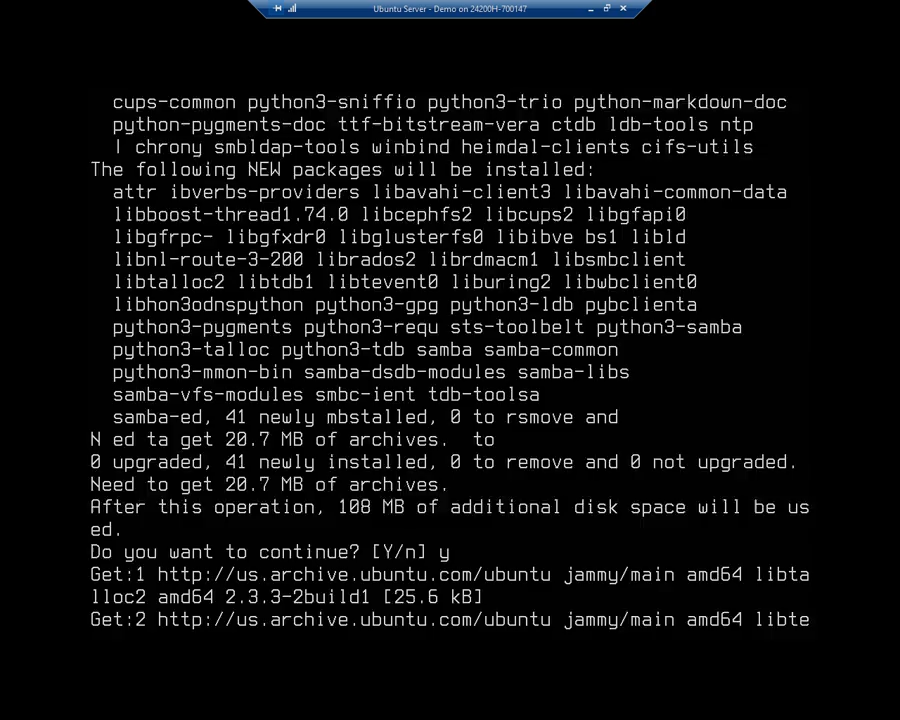 Ubuntu Server - Demo on 24200H-700147
cups-common python3-sniffio python3-trio python-markdown-doc
python-pygments-doc ttf-bitstream-vera ctdb ldb-tools ntp
| chrony smbldap-tools winbind heimdal-clients cifs-utils
The following NEW packages will be installed:
attr ibverbs-providers libavahi-client3 libavahi-common-data
libboost-thread1.74.0 libcephfs2 libcups2 libgfapi0
libgfrpc- libgfxdr0 libglusterfs0 libibve bs1 libld
libnl-route-3-200 librados2 librdmacm1 libsmbclient
libtalloc2 libtdb1 libtevent0 liburing2 libwbclient0
libhon3odnspython python3-gpg python3-ldb pybclienta
python3-pygments python3-requ sts-toolbelt python3-samba
python3-talloc python3-tdb samba samba-common
python3-mmon-bin samba-dsdb-modules samba-libs
samba-vfs-modules smbc-ient tdb-toolsa
samba-ed, 41 newly mbstalled, 0 to rsmove and
N ed ta get 20.7 MB of archives.  to
0 upgraded, 41 newly installed, 0 to remove and 0 not upgraded.
Need to get 20.7 MB of archives.
After this operation, 108 MB of additional disk space will be us
ed.
Do you want to continue? [Y/n] y
Get:1 http://us.archive.ubuntu.com/ubuntu jammy/main amd64 libta
lloc2 amd64 2.3.3-2build1 [25.6 kB]
Get:2 http://us.archive.ubuntu.com/ubuntu jammy/main amd64 libte